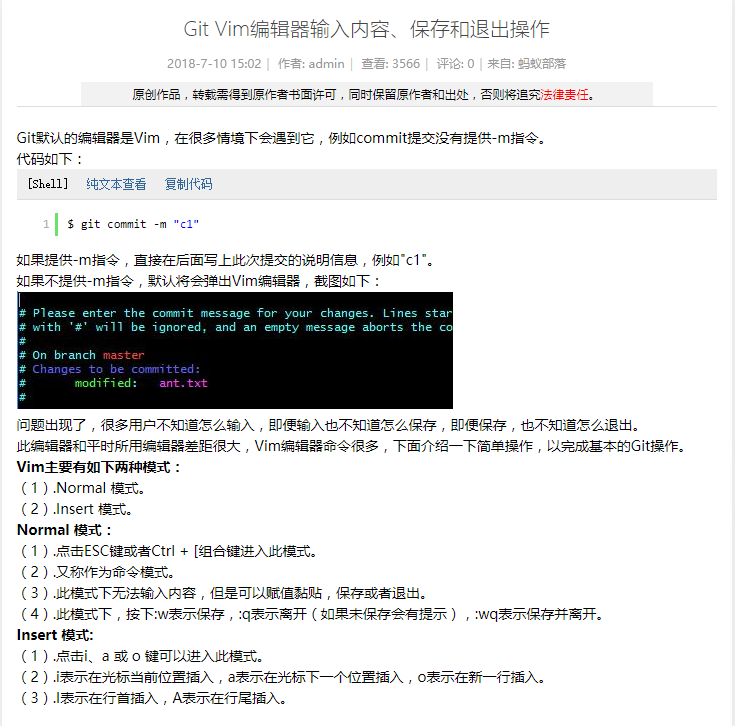 Git Vim编辑器输入内容、保存和退出操作
2018-7-10 15:02 | 作者: admin | 查看: 3566 | 评论: 0 | 来自: 蚂蚁部落
原创作品，转载需得到原作者书面许可，同时保留原作者和出处，否则将追究法律责任。
Git默认的编辑器是Vim，在很多情境下会遇到它，例如commit提交没有提供-m指令。
代码如下：
[Shell] 纯文本查看 复制代码
1 $ git commit -m "c1"
如果提供-m指令，直接在后面写上此次提交的说明信息，例如"c1"。
如果不提供-m指令，默认将会弹出Vim编辑器，截图如下：
# Please enter the commit message for your changes. Lines star
# with '#' will be ignored, and an empty message aborts the co
#
# On branch master
# Changes to be committed:
# modified: ant.txt
#
问题出现了，很多用户不知道怎么输入，即便输入也不知道怎么保存，即便保存，也不知道怎么退出。
此编辑器和平时所用编辑器差距很大，Vim编辑器命令很多，下面介绍一下简单操作，以完成基本的Git操作。
Vim主要有如下两种模式：
（1）.Normal 模式。
（2）.Insert 模式。
Normal 模式：
（1）.点击ESC键或者Ctrl + [组合键进入此模式。
（2）.又称作为命令模式。
（3）.此模式下无法输入内容，但是可以赋值黏贴，保存或者退出。
（4）.此模式下，按下:w表示保存，:q表示离开（如果未保存会有提示），:wq表示保存并离开。
Insert 模式:
（1）.点击i、a 或 o 键可以进入此模式。
（2）.i表示在光标当前位置插入，a表示在光标下一个位置插入，o表示在新一行插入。
（3）.I表示在行首插入，A表示在行尾插入。